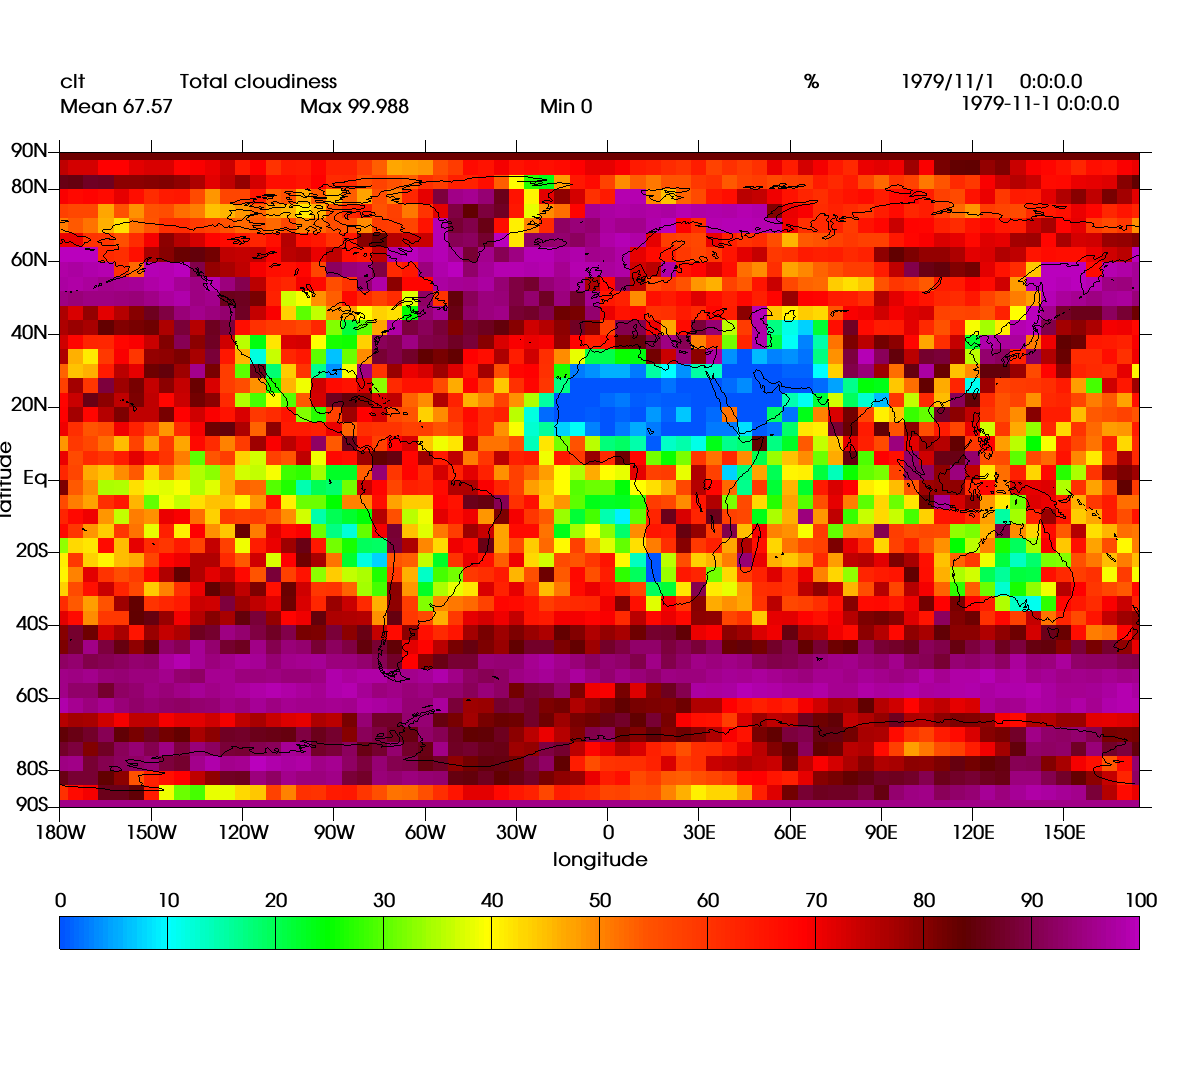 clt Total cloudiness % 1979/11/1 0:0:0.0
Mean 67.57 Max 99.988 Min 0 1979-11-1 0:0:0.0
90N
80N
60N
40N
20N
Eq
20S
40S
60S
80S
90S
latitude
180W 150W 120W 90W 60W 30W 0 30E 60E 90E 120E 150E
longitude
0 10 20 30 40 50 60 70 80 90 100